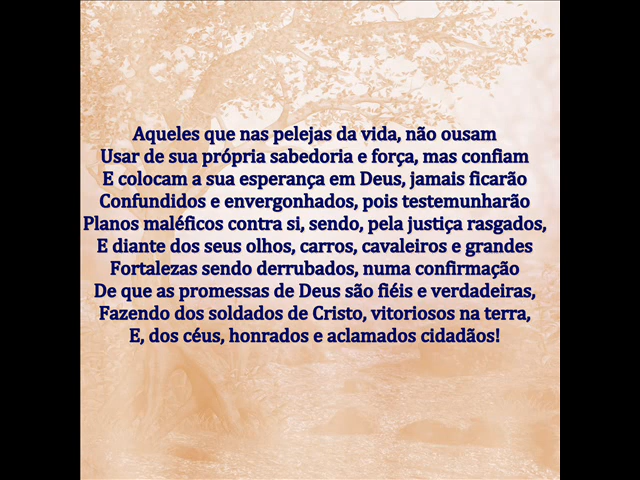 Aqueles que nas pelejas da vida, não ousam
Usar de sua própria sabedoria e força, mas confiam
E colocam a sua esperança em Deus, jamais ficarão
Confundidos e envergonhados, pois testemunharão
Planos maléficos contra si, sendo, pela justiça rasgados,
E diante dos seus olhos, carros, cavaleiros e grandes
Fortalezas sendo derrubados, numa confirmação
De que as promessas de Deus são fiéis e verdadeiras,
Fazendo dos soldados de Cristo, vitoriosos na terra,
E, dos céus, honrados e aclamados cidadãos!